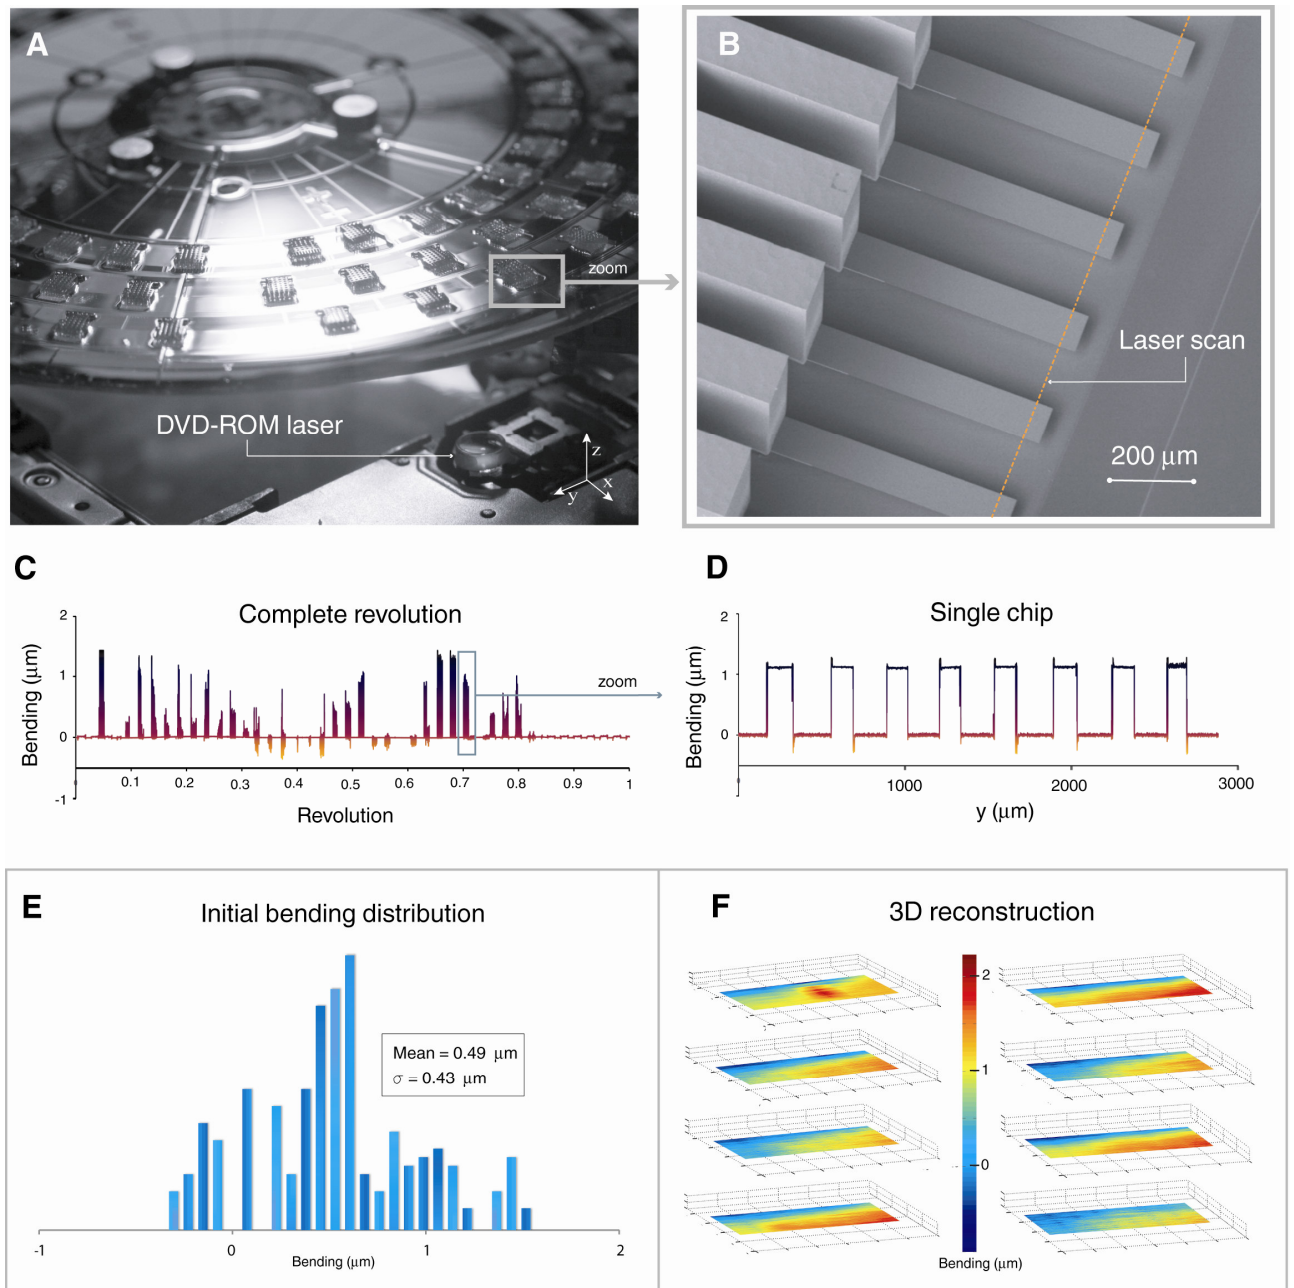 A
zoom
DVD-ROM laser
z
y
x
B
Laser scan
200 μm
C
Complete revolution
Bending (μm)
2
1
0
-1
zoom
0.1
0.2
0.3
0.4
0.5
0.6
0.7
0.8
0.9
1
Revolution
D
Single chip
Bending (μm)
2
1
0
1000
2000
3000
y (μm)
E
Initial bending distribution
Mean = 0.49 μm
σ = 0.43 μm
-1
0
1
2
Bending (μm)
F
3D reconstruction
2
1
0
Bending (μm)